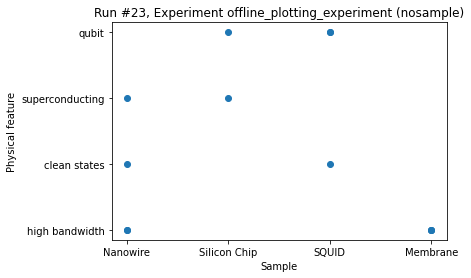 Run #23, Experiment offline_plotting_experiment (nosample)
qubit
superconducting
clean states
high bandwidth
Physical feature
Nanowire Silicon Chip SQUID Membrane
Sample